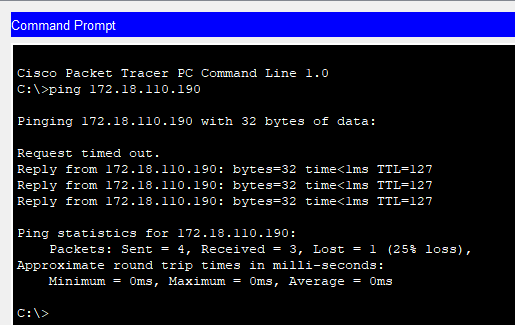 Command Prompt
Cisco Packet Tracer PC Command Line 1.0
C:\>ping 172.18.110.190
Pinging 172.18.110.190 with 32 bytes of data:
Request timed out.
Reply from 172.18.110.190: bytes=32 time<1ms TTL=127
Reply from 172.18.110.190: bytes=32 time<1ms TTL=127
Reply from 172.18.110.190: bytes=32 time<1ms TTL=127
Ping statistics for 172.18.110.190:
    Packets: Sent = 4, Received = 3, Lost = 1 (25% loss),
Approximate round trip times in milli-seconds:
    Minimum = 0ms, Maximum = 0ms, Average = 0ms
C:\>